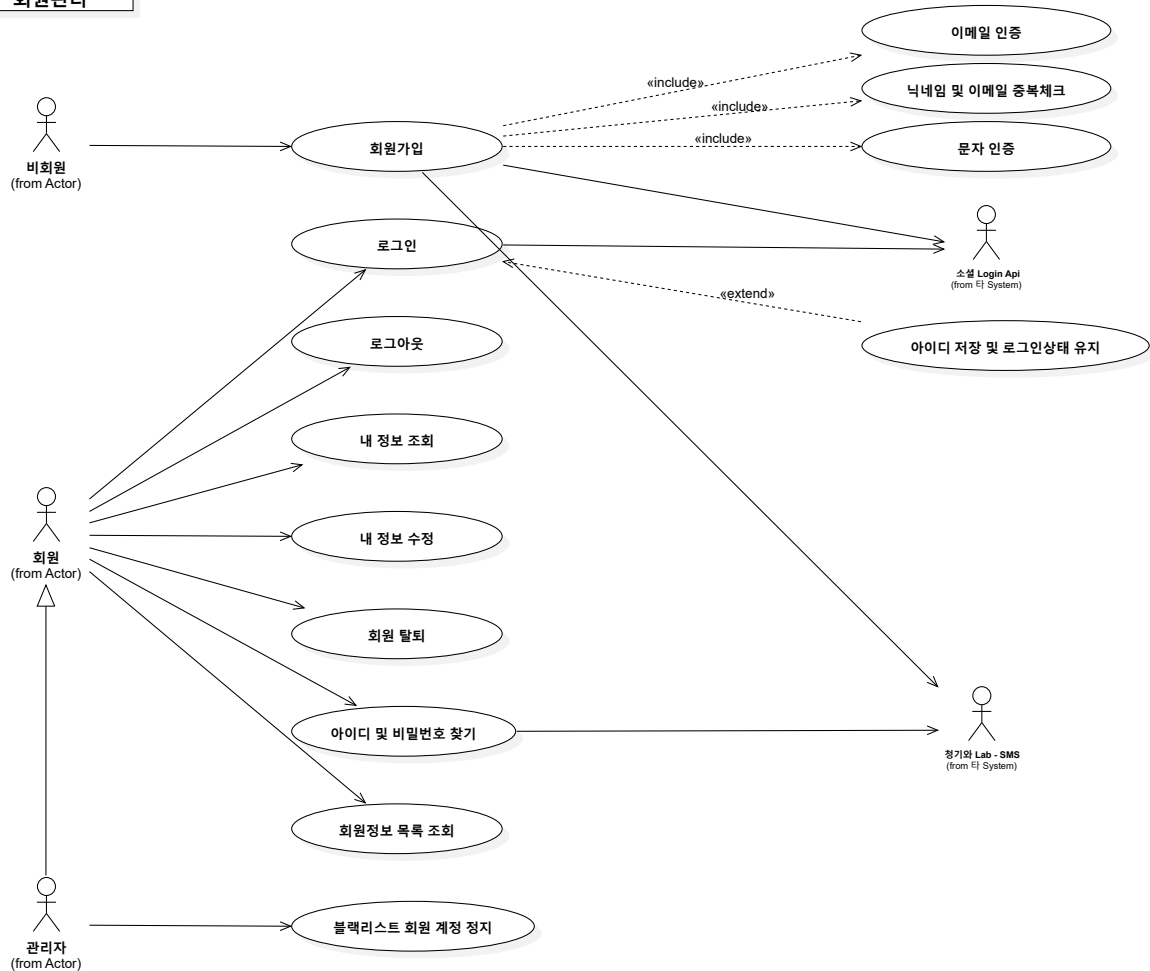 회원관리
이메일 인증
«include»
닉네임 및 이메일 중복체크
«include»
«include»
문자 인증
회원가입
비회원
(from Actor)
로그인
소셜 Login Api
(from 타 System)
«extend»
로그아웃
아이디 저장 및 로그인상태 유지
내 정보 조회
내 정보 수정
회원
(from Actor)
회원 탈퇴
아이디 및 비밀번호 찾기
청기와 Lab - SMS
(from 타 System)
회원정보 목록 조회
블랙리스트 회원 계정 정지
관리자
(from Actor)